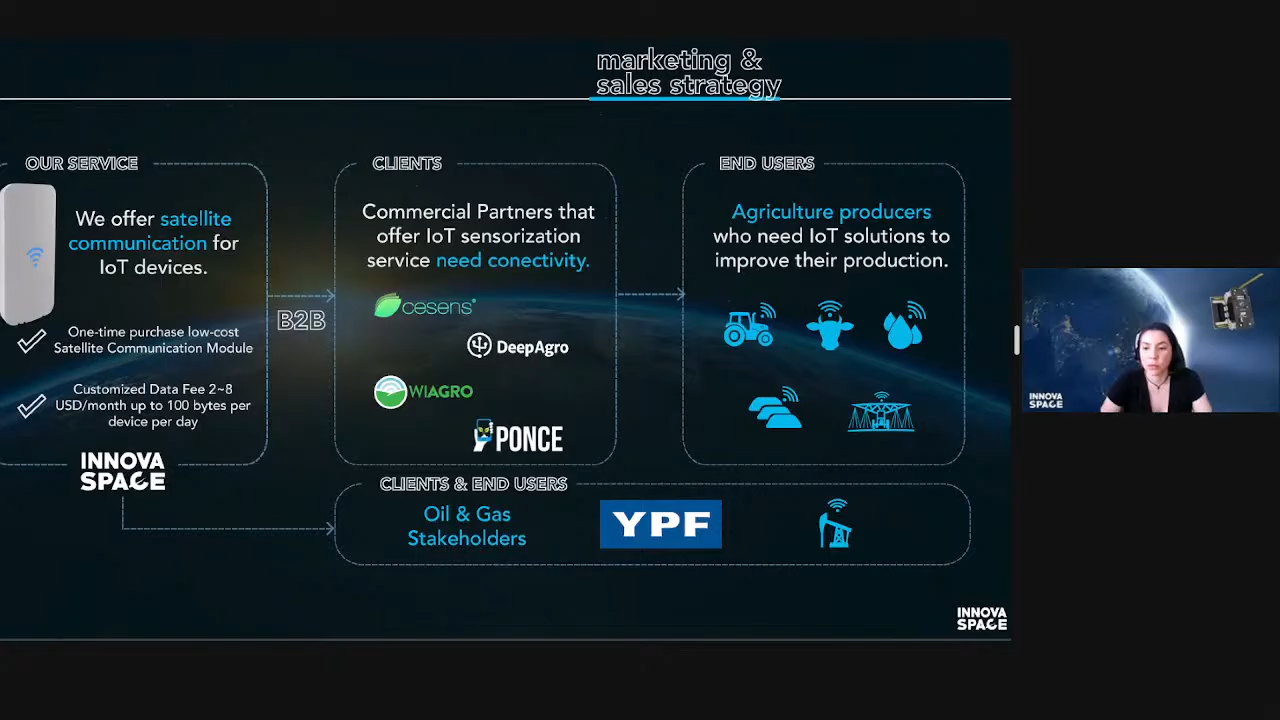 marketing &
sales strategy
OUR SERVICE
We offer satellite
communication for
IoT devices.
One-time purchase low-cost
Satellite Communication Module
Customized Data Fee 2~8
USD/month up to 100 bytes per
device per day
INNOVA
SPACE
B2B
CLIENTS
Commercial Partners that
offer IoT sensorization
service need conectivity.
cesens
DeepAgro
WIAGRO
PONCE
END USERS
Agriculture producers
who need IoT solutions to
improve their production.
CLIENTS & END USERS
Oil & Gas
Stakeholders
YPF
INNOVA
SPACE
INNOVA
SPACE